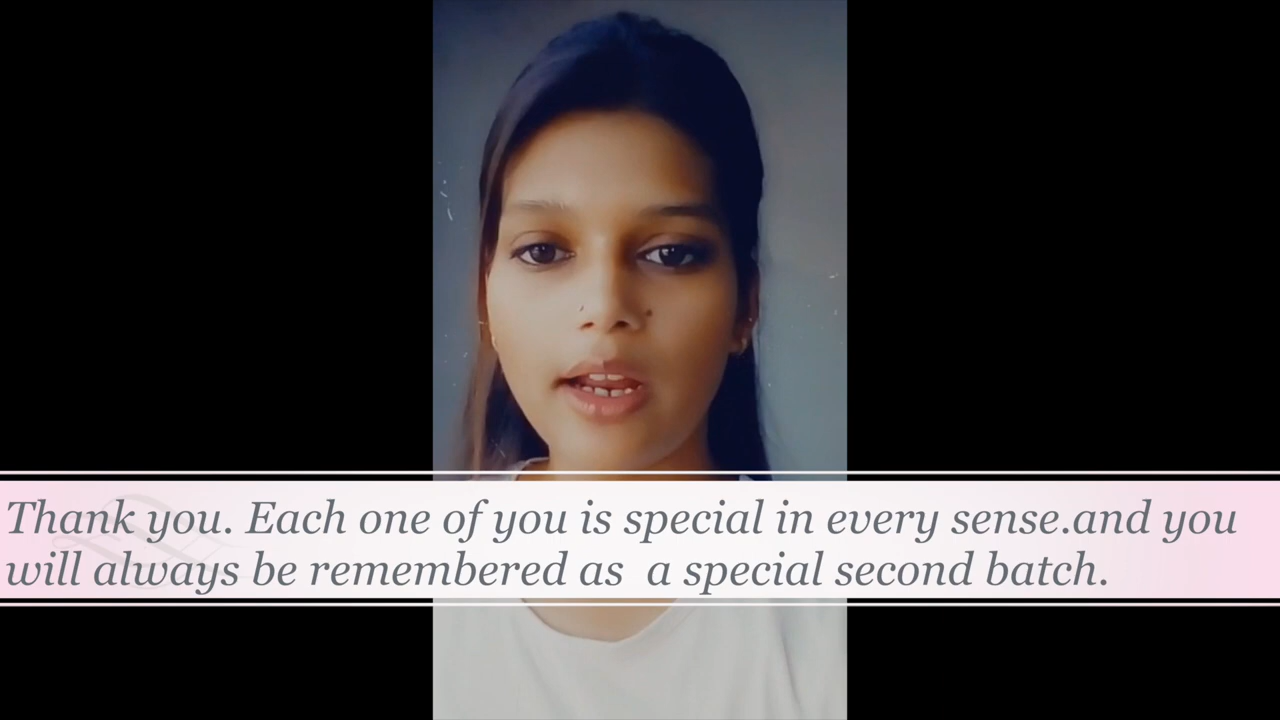 Thank you. Each one of you is special in every sense.and you
will always be remembered as  a special second batch.